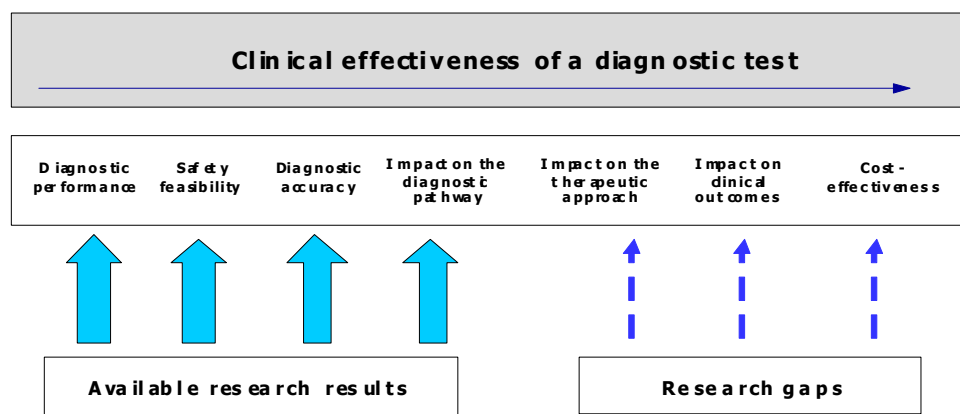 Clinical effectiveness of a diagnostic test
Diagnostic
performance
Safety
feasibility
Diagnostic
accuracy
Impact on the
diagnostic
pathway
Impact on the
therapeutic
approach
Impact on
clinical
outcomes
Cost-
effectiveness
Available research results
Research gaps